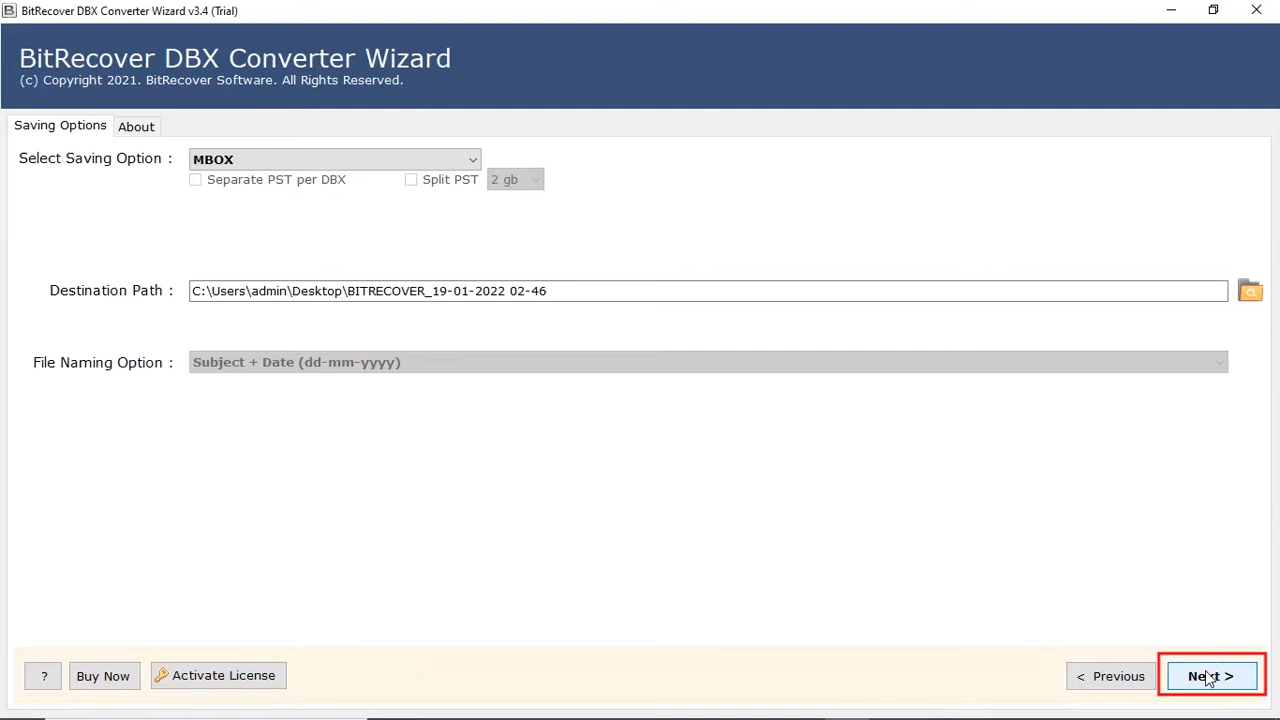 BitRecover DBX Converter Wizard v3.4 (Trial)
BitRecover DBX Converter Wizard
(c) Copyright 2021. BitRecover Software. All Rights Reserved.
Saving Options About
Select Saving Option : MBOX
Separate PST per DBX Split PST 2 gb
Destination Path : C:\Users\admin\Desktop\BITRECOVER_19-01-2022 02-46
File Naming Option : Subject + Date (dd-mm-yyyy)
? Buy Now Activate License < Previous Next >